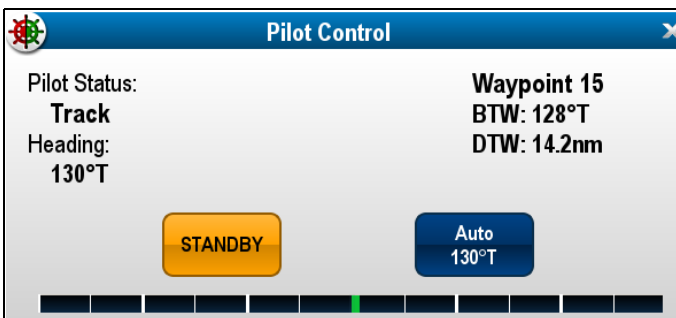 Pilot Control
Pilot Status:
Track
Heading:
130°T
Waypoint 15
BTW: 128°T
DTW: 14.2nm
STANDBY
Auto
130°T